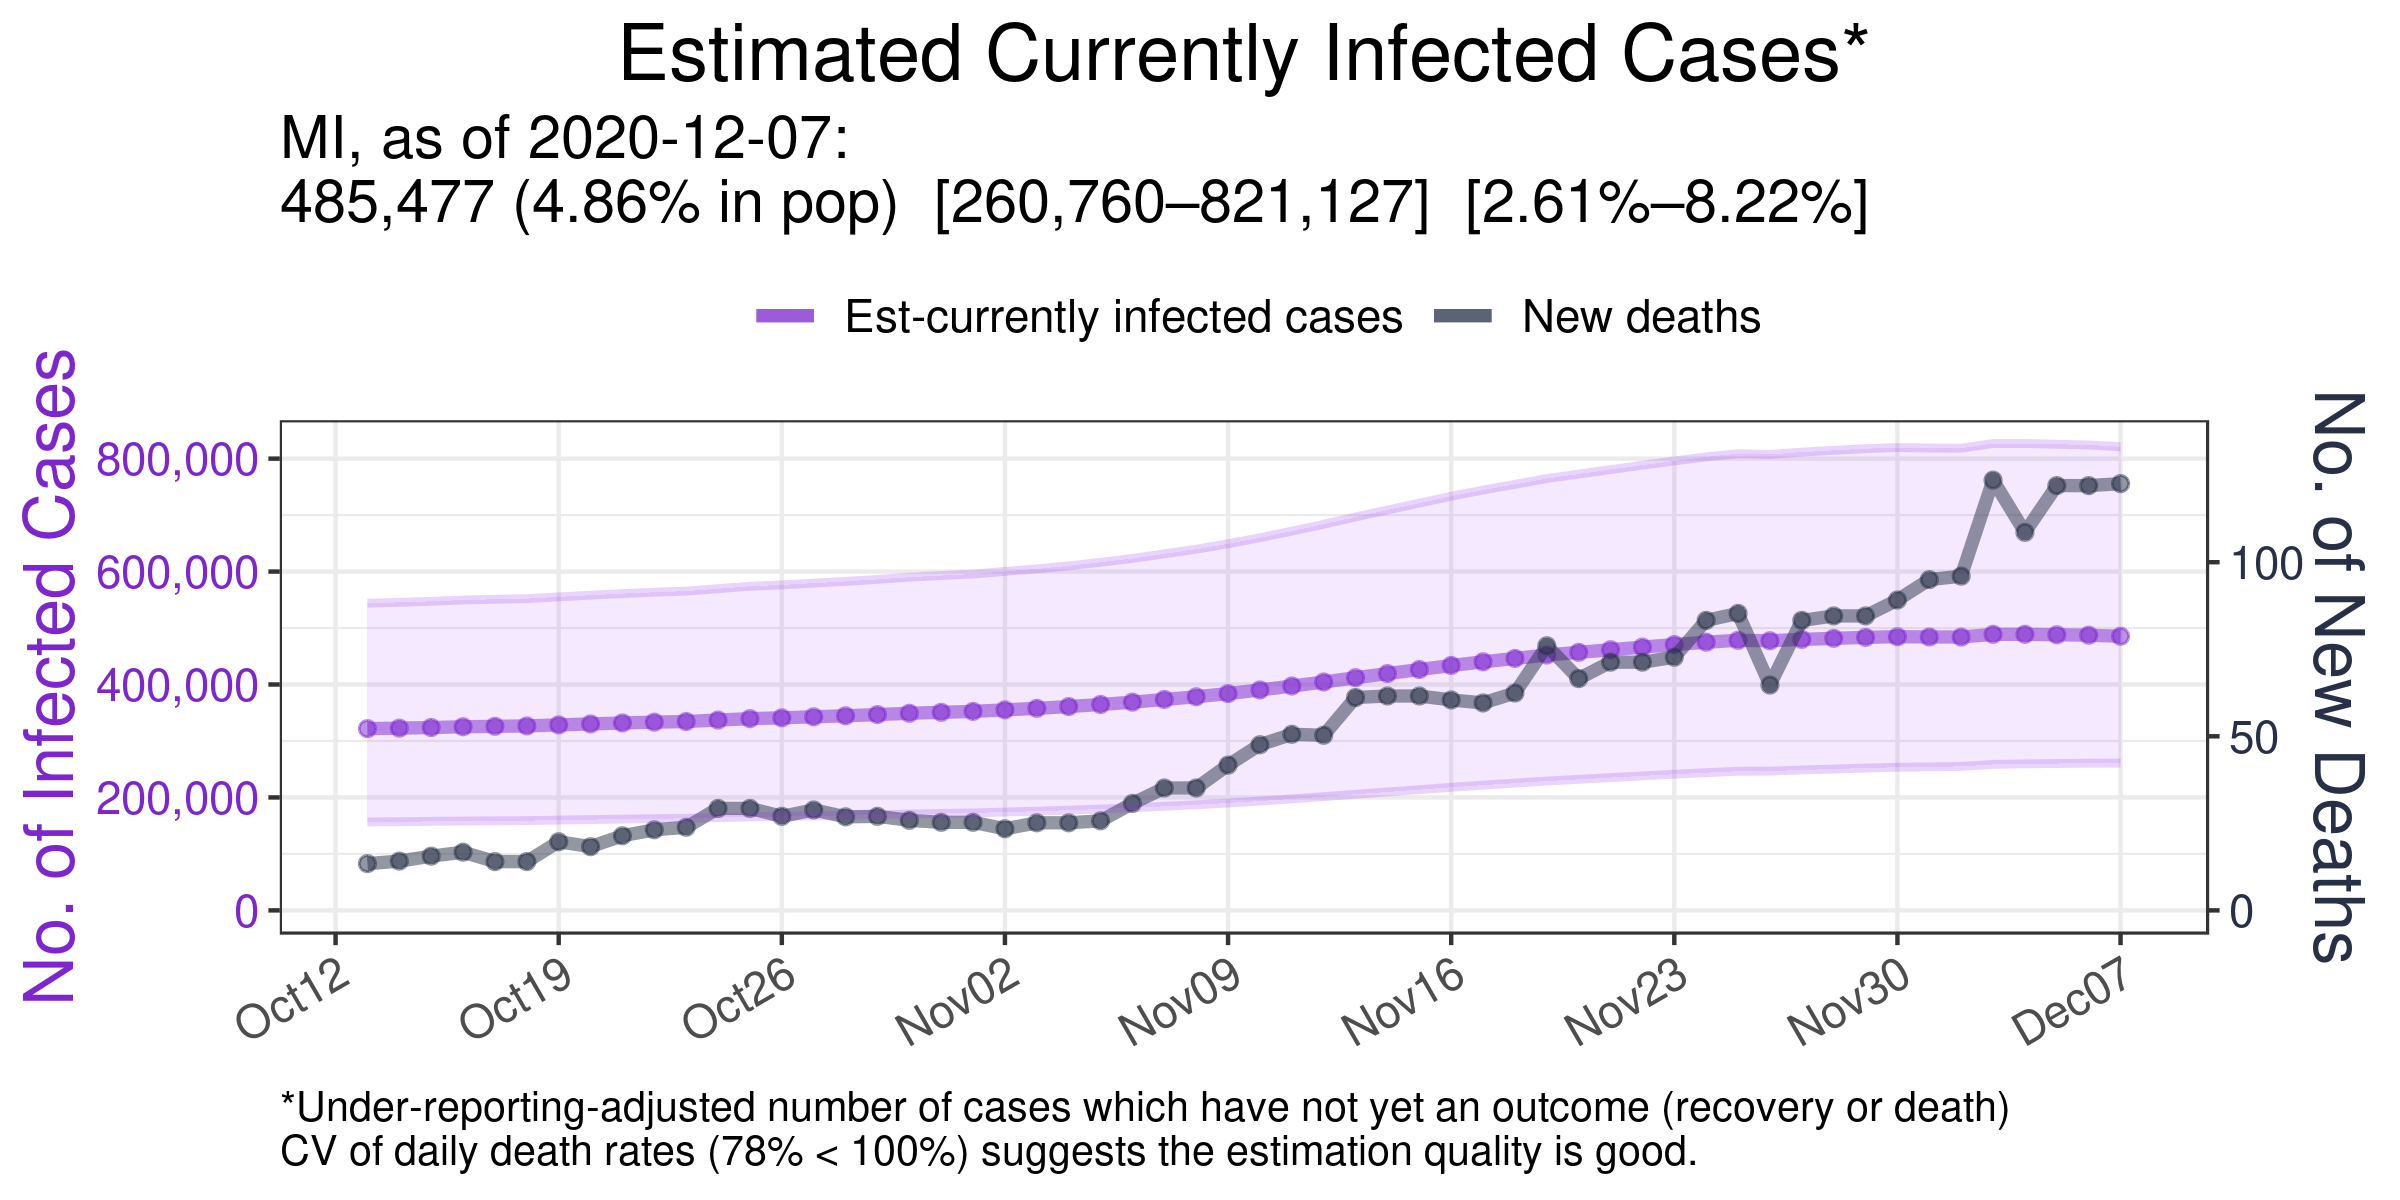 Estimated Currently Infected Cases*
MI, as of 2020-12-07:
485,477 (4.86% in pop)  [260,760–821,127]  [2.61%–8.22%]
Est-currently infected cases
New deaths
No. of Infected Cases
800,000
600,000
400,000
200,000
0
No. of New Deaths
100
50
0
Oct12
Oct19
Oct26
Nov02
Nov09
Nov16
Nov23
Nov30
Dec07
*Under-reporting-adjusted number of cases which have not yet an outcome (recovery or death)
CV of daily death rates (78% < 100%) suggests the estimation quality is good.